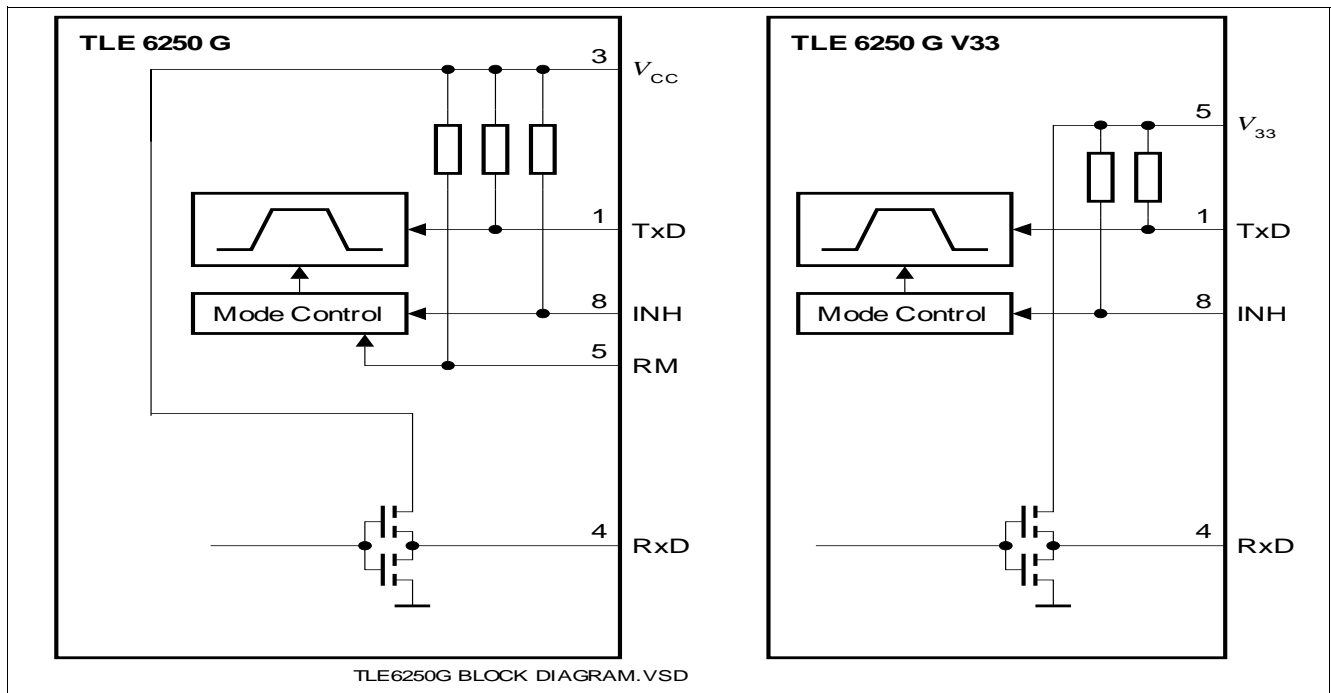 TLE 6250 G
3 VCC
1 TxD
Mode Control
8 INH
5 RM
4 RxD
TLE6250G BLOCK DIAGRAM.VSD
TLE 6250 G V33
5 V33
1 TxD
Mode Control
8 INH
4 RxD